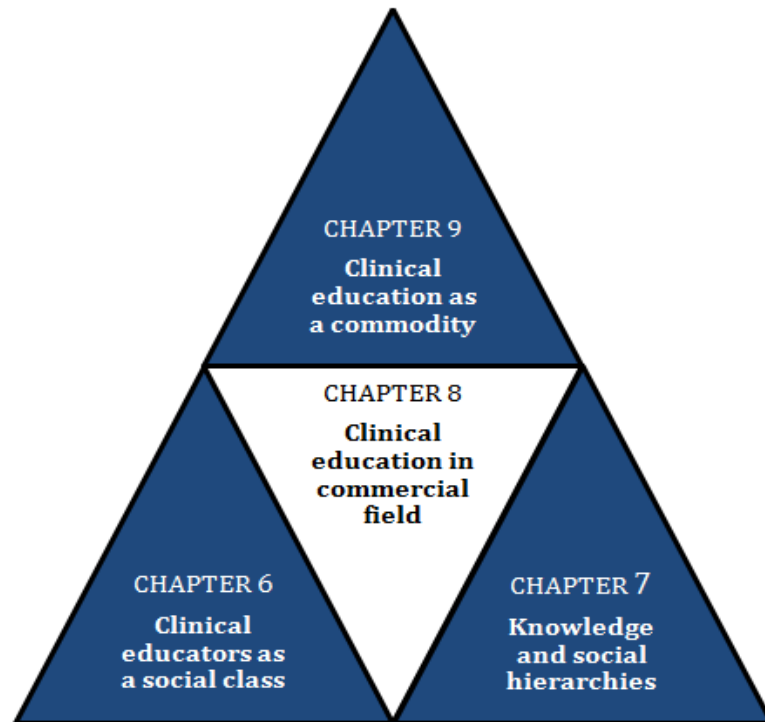 CHAPTER 9
Clinical
education as
a commodity
CHAPTER 8
Clinical
education in
commercial
field
CHAPTER 6
Clinical
educators as
a social class
CHAPTER 7
Knowledge
and social
hierarchies